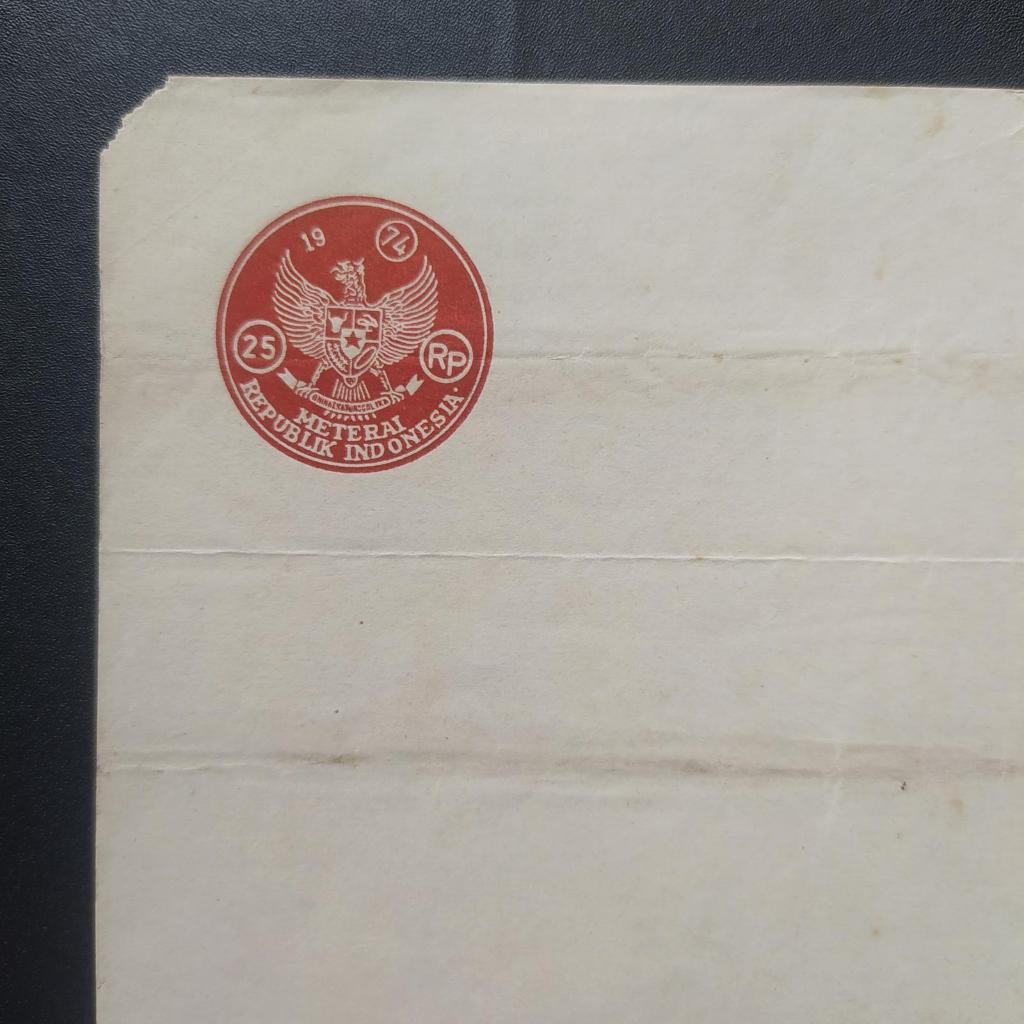 19 74
25 RP
METERAI
REPUBLIK INDONESIA